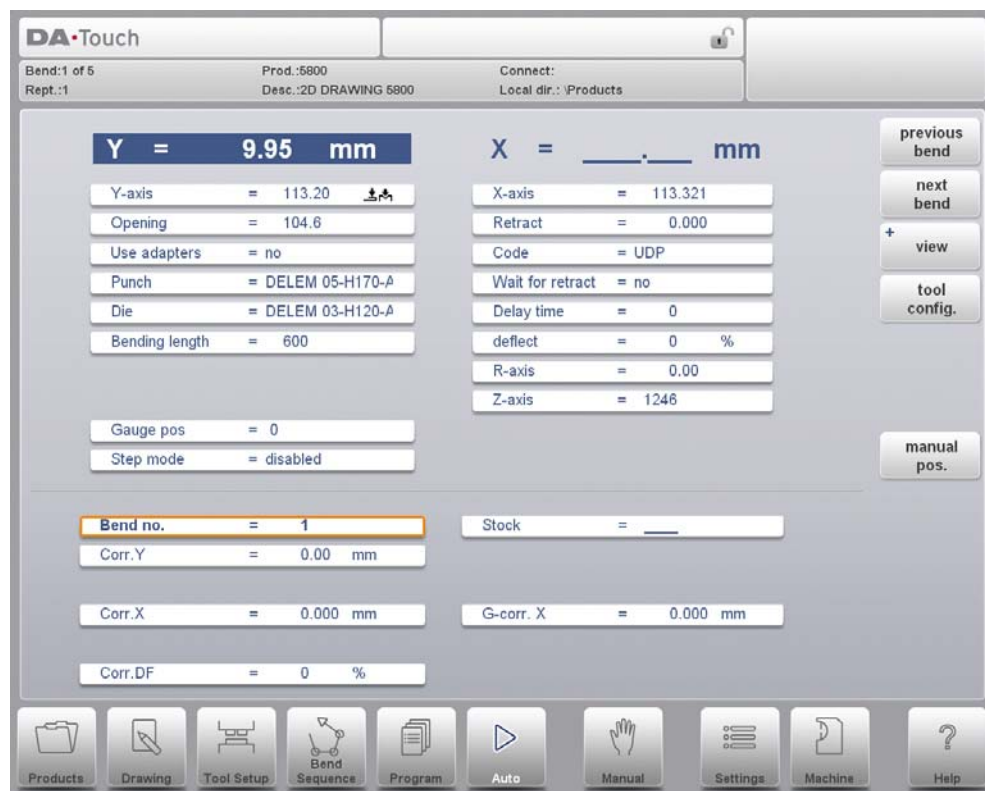 DA•Touch
Bend:1 of 5 Prod.:5800 Connect:
Rept.:1 Desc.:2D DRAWING 5800 Local dir.: \Products
Y = 9.95 mm
X = ___.___ mm
Y-axis = 113.20
Opening = 104.6
Use adapters = no
Punch = DELEM 05-H170-A
Die = DELEM 03-H120-A
Bending length = 600
Gauge pos = 0
Step mode = disabled
X-axis = 113.321
Retract = 0.000
Code = UDP
Wait for retract = no
Delay time = 0
deflect = 0 %
R-axis = 0.00
Z-axis = 1246
previous
bend
next
bend
+
view
tool
config.
manual
pos.
Bend no. = 1
Stock = ___
Corr.Y = 0.00 mm
Corr.X = 0.000 mm
G-corr. X = 0.000 mm
Corr.DF = 0 %
Products
Drawing
Tool Setup
Bend
Sequence
Program
Auto
Manual
Settings
Machine
?
Help